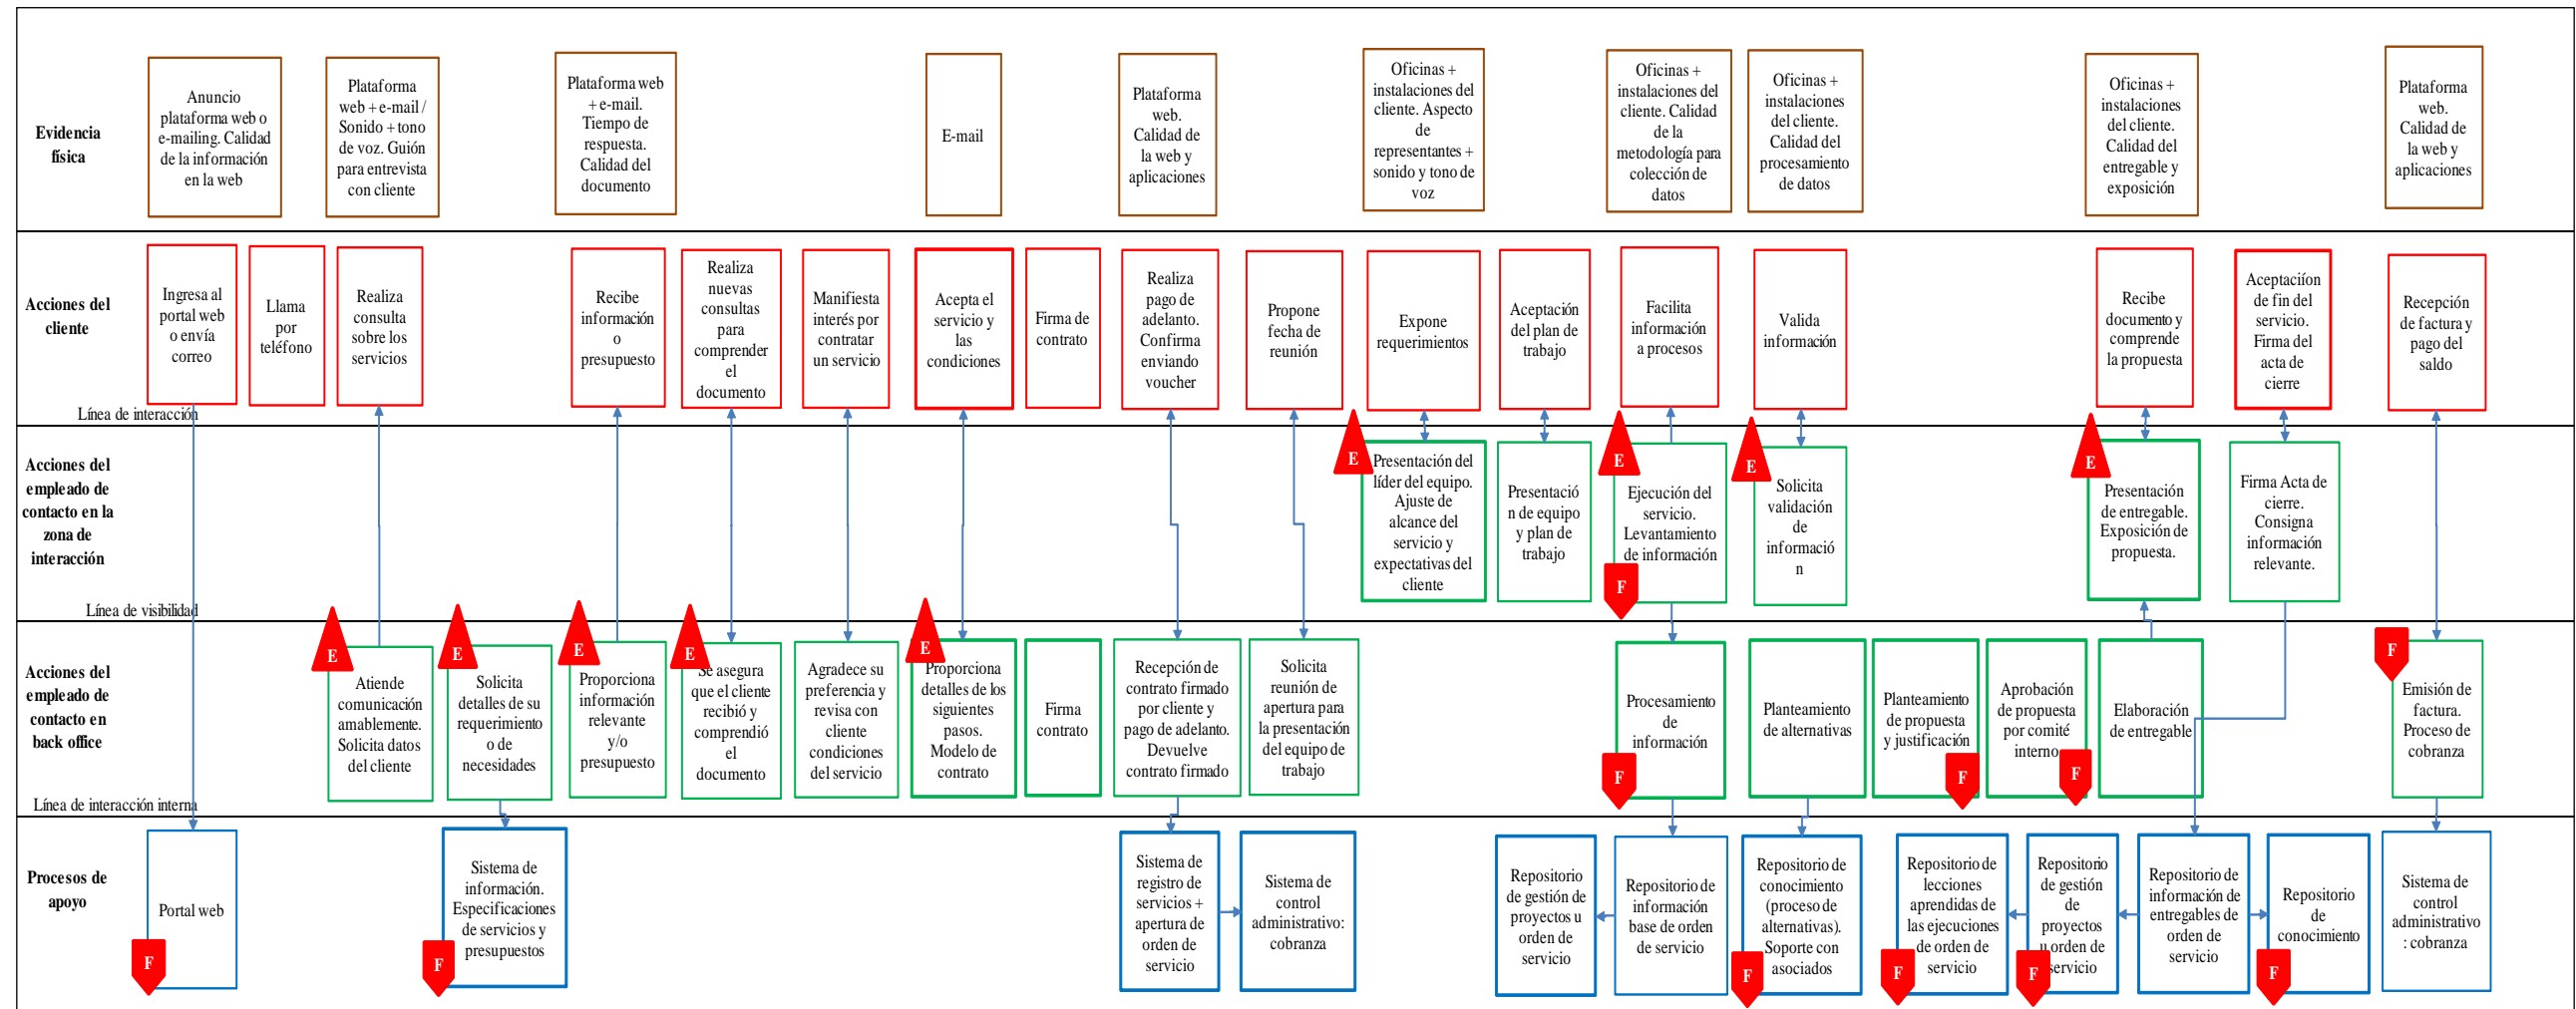 Evidencia
física
Anuncio
plataforma web o
e-mailing. Calidad
de la información
en la web
Plataforma
web + e-mail /
Sonido + tono
de voz. Guión
para entrevista
con cliente
Plataforma web
+ e-mail.
Tiempo de
respuesta.
Calidad del
documento
E-mail
Plataforma
web.
Calidad de
la web y
aplicaciones
Oficinas +
instalaciones del
cliente. Aspecto
de
representantes +
sonido y tono de
voz
Oficinas +
instalaciones del
cliente. Calidad
de la
metodología para
colección de
datos
Oficinas +
instalaciones
del cliente.
Calidad del
procesamiento
de datos
Oficinas +
instalaciones
del cliente.
Calidad del
entregable y
exposición
Plataforma
web.
Calidad de
la web y
aplicaciones
Acciones del
cliente
Ingresa al
portal web
o envía
correo
Llama
por
teléfono
Realiza
consulta
sobre los
servicios
Recibe
información
o
presupuesto
Realiza
nuevas
consultas
para
comprender
el
documento
Manifiesta
interés por
contratar
un servicio
Acepta el
servicio y
las
condiciones
Firma de
contrato
Realiza
pago de
adelanto.
Confirma
enviando
voucher
Propone
fecha de
reunión
Expone
requerimientos
Aceptación
del plan de
trabajo
Facilita
información
a procesos
Valida
información
Recibe
documento y
comprende
la propuesta
Aceptación
de fin del
servicio.
Firma del
acta de
cierre
Recepción
de factura y
pago del
saldo
Línea de interacción
Acciones del
empleado de
contacto en la
zona de
interacción
E
Presentación del
líder del equipo.
Ajuste de
alcance del
servicio y
expectativas del
cliente
Presentació
n de equipo
y plan de
trabajo
E
Ejecución del
servicio.
Levantamiento
de información
F
E
Solicita
validación
de
informació
n
E
Presentación
de entregable.
Exposición de
propuesta.
Firma Acta de
cierre.
Consigna
información
relevante.
Línea de visibilidad
Acciones del
empleado de
contacto en
back office
E
Atiende
comunicación
amablemente.
Solicita datos
del cliente
E
Solicita
detalles de su
requerimiento
o de
necesidades
E
Proporciona
información
relevante
y/o
presupuesto
E
Se asegura
que el cliente
recibió y
comprendió
el
documento
Agradece su
preferencia y
revisa con
cliente
condiciones
del servicio
E
Proporciona
detalles de los
siguientes
pasos.
Modelo de
contrato
Firma
contrato
Recepción de
contrato firmado
por cliente y
pago de adelanto.
Devuelve
contrato firmado
Solicita
reunión de
apertura para
la presentación
del equipo de
trabajo
Procesamiento
de
información
F
Planteamiento
de alternativas
Planteamiento
de propuesta
y justificación
F
Aprobación
de propuesta
por comité
interno
F
Elaboración
de entregable
F
Emisión de
factura.
Proceso de
cobranza
Línea de interacción interna
Procesos de
apoyo
Portal web
F
Sistema de
información.
Especificaciones
de servicios y
presupuestos
F
Sistema de
registro de
servicios +
apertura de
orden de
servicio
Sistema de
control
administrativo:
cobranza
Repositorio
de gestión de
proyectos u
orden de
servicio
Repositorio de
información
base de orden
de servicio
Repositorio de
conocimiento
(proceso de
alternativas).
Soporte con
asociados
F
Repositorio de
lecciones
aprendidas de
las ejecuciones
de orden de
servicio
F
Repositorio
de gestión
de
proyectos
u orden de
servicio
F
Repositorio de
información de
entregables de
orden de
servicio
Repositorio
de
conocimiento
F
Sistema de
control
administrativo
: cobranza